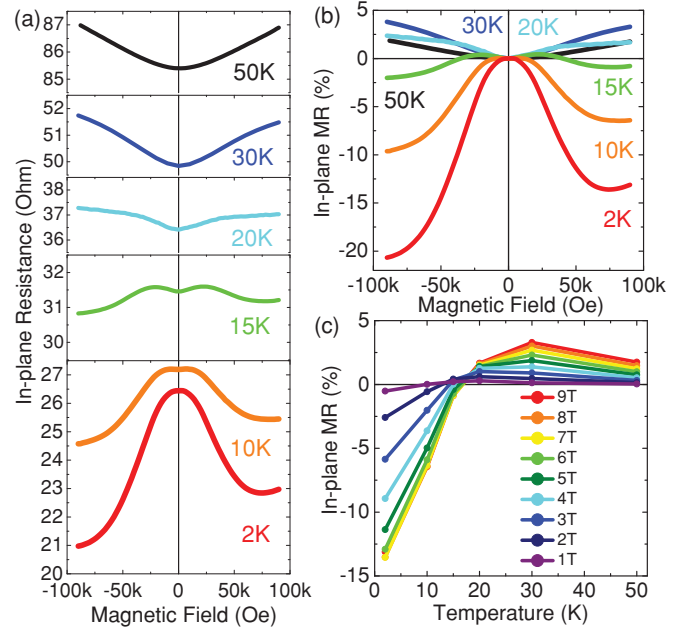 (a)
In-plane Resistance (Ohm)
87
86
85
50K
52
51
50
30K
38
37
36
20K
33
32
31
30
15K
27
26
25
24
23
22
21
20
10K
2K
-100k -50k 0 50k 100k
Magnetic Field (Oe)
(b)
In-plane MR (%)
5
0
-5
-10
-15
-20
30K 20K
50K
15K
10K
2K
-100k -50k 0 50k 100k
Magnetic Field (Oe)
(c)
In-plane MR (%)
5
0
-5
-10
-15
9T
8T
7T
6T
5T
4T
3T
2T
1T
0 10 20 30 40 50
Temperature (K)